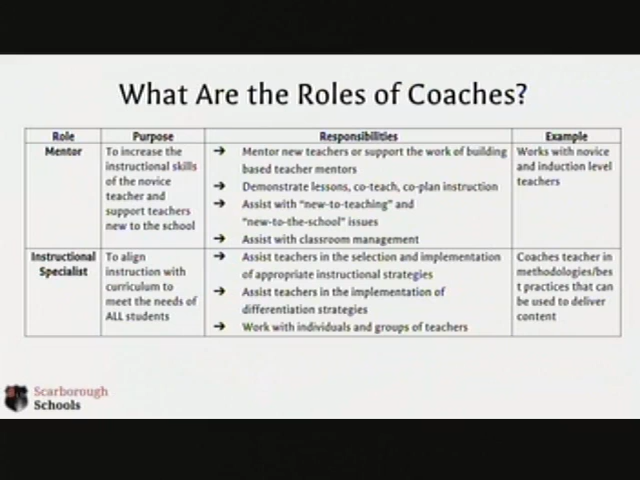 What Are the Roles of Coaches?
Role Purpose Responsibilities Example
Mentor
To increase the
instructional skills
of the novice
teacher and
support teachers
new to the school
→ Mentor new teachers or support the work of building
based teacher mentors
→ Demonstrate lessons, co-teach, co-plan instruction
→ Assist with “new-to-teaching” and
“new-to-the-school” issues
→ Assist with classroom management
Works with novice
and induction level
teachers
Instructional
Specialist
To align
instruction with
curriculum to
meet the needs of
ALL students
→ Assist teachers in the selection and implementation
of appropriate instructional strategies
→ Assist teachers in the implementation of
differentiation strategies
→ Work with individuals and groups of teachers
Coaches teacher in
methodologies/bes
t practices that can
be used to deliver
content
Scarborough
Schools